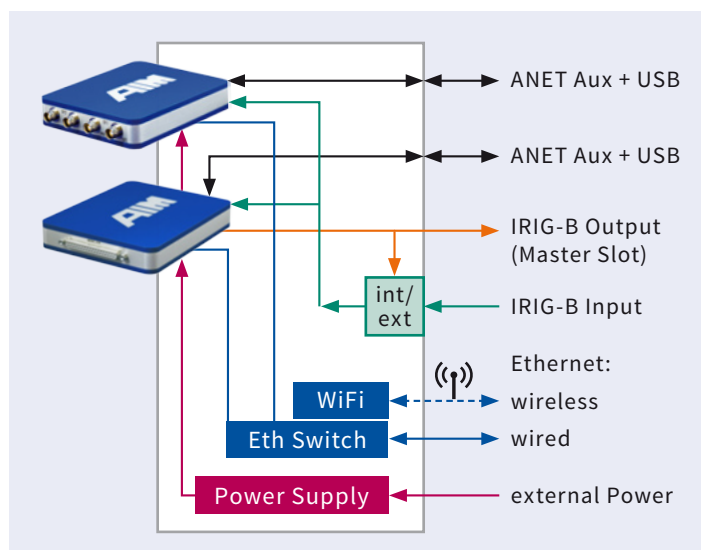 AIM
ANET Aux + USB
AIM
ANET Aux + USB
IRIG-B Output
(Master Slot)
int/
ext
IRIG-B Input
Ethernet:
WiFi
wireless
Eth Switch
wired
Power Supply
external Power